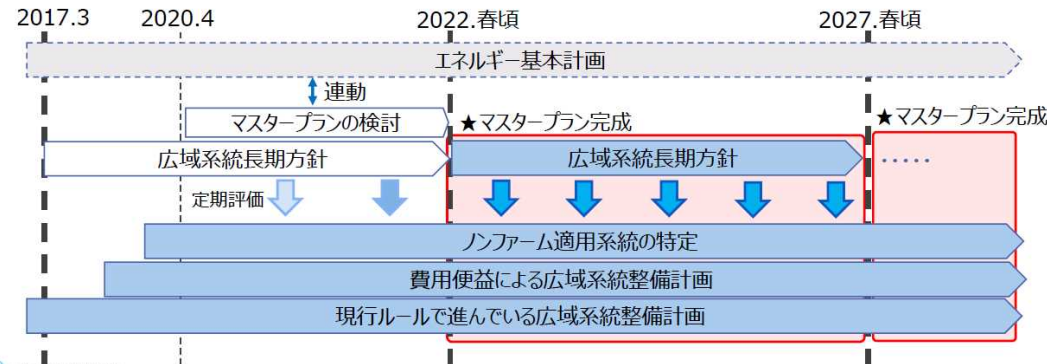 2017.3
2020.4
2022.春頃
2027.春頃
エネルギー基本計画
連動
マスタープランの検討
★マスタープラン完成
★マスタープラン完成
広域系統長期方針
広域系統長期方針
・・・・・
定期評価
ノンファーム適用系統の特定
費用便益による広域系統整備計画
現行ルールで進んでいる広域系統整備計画